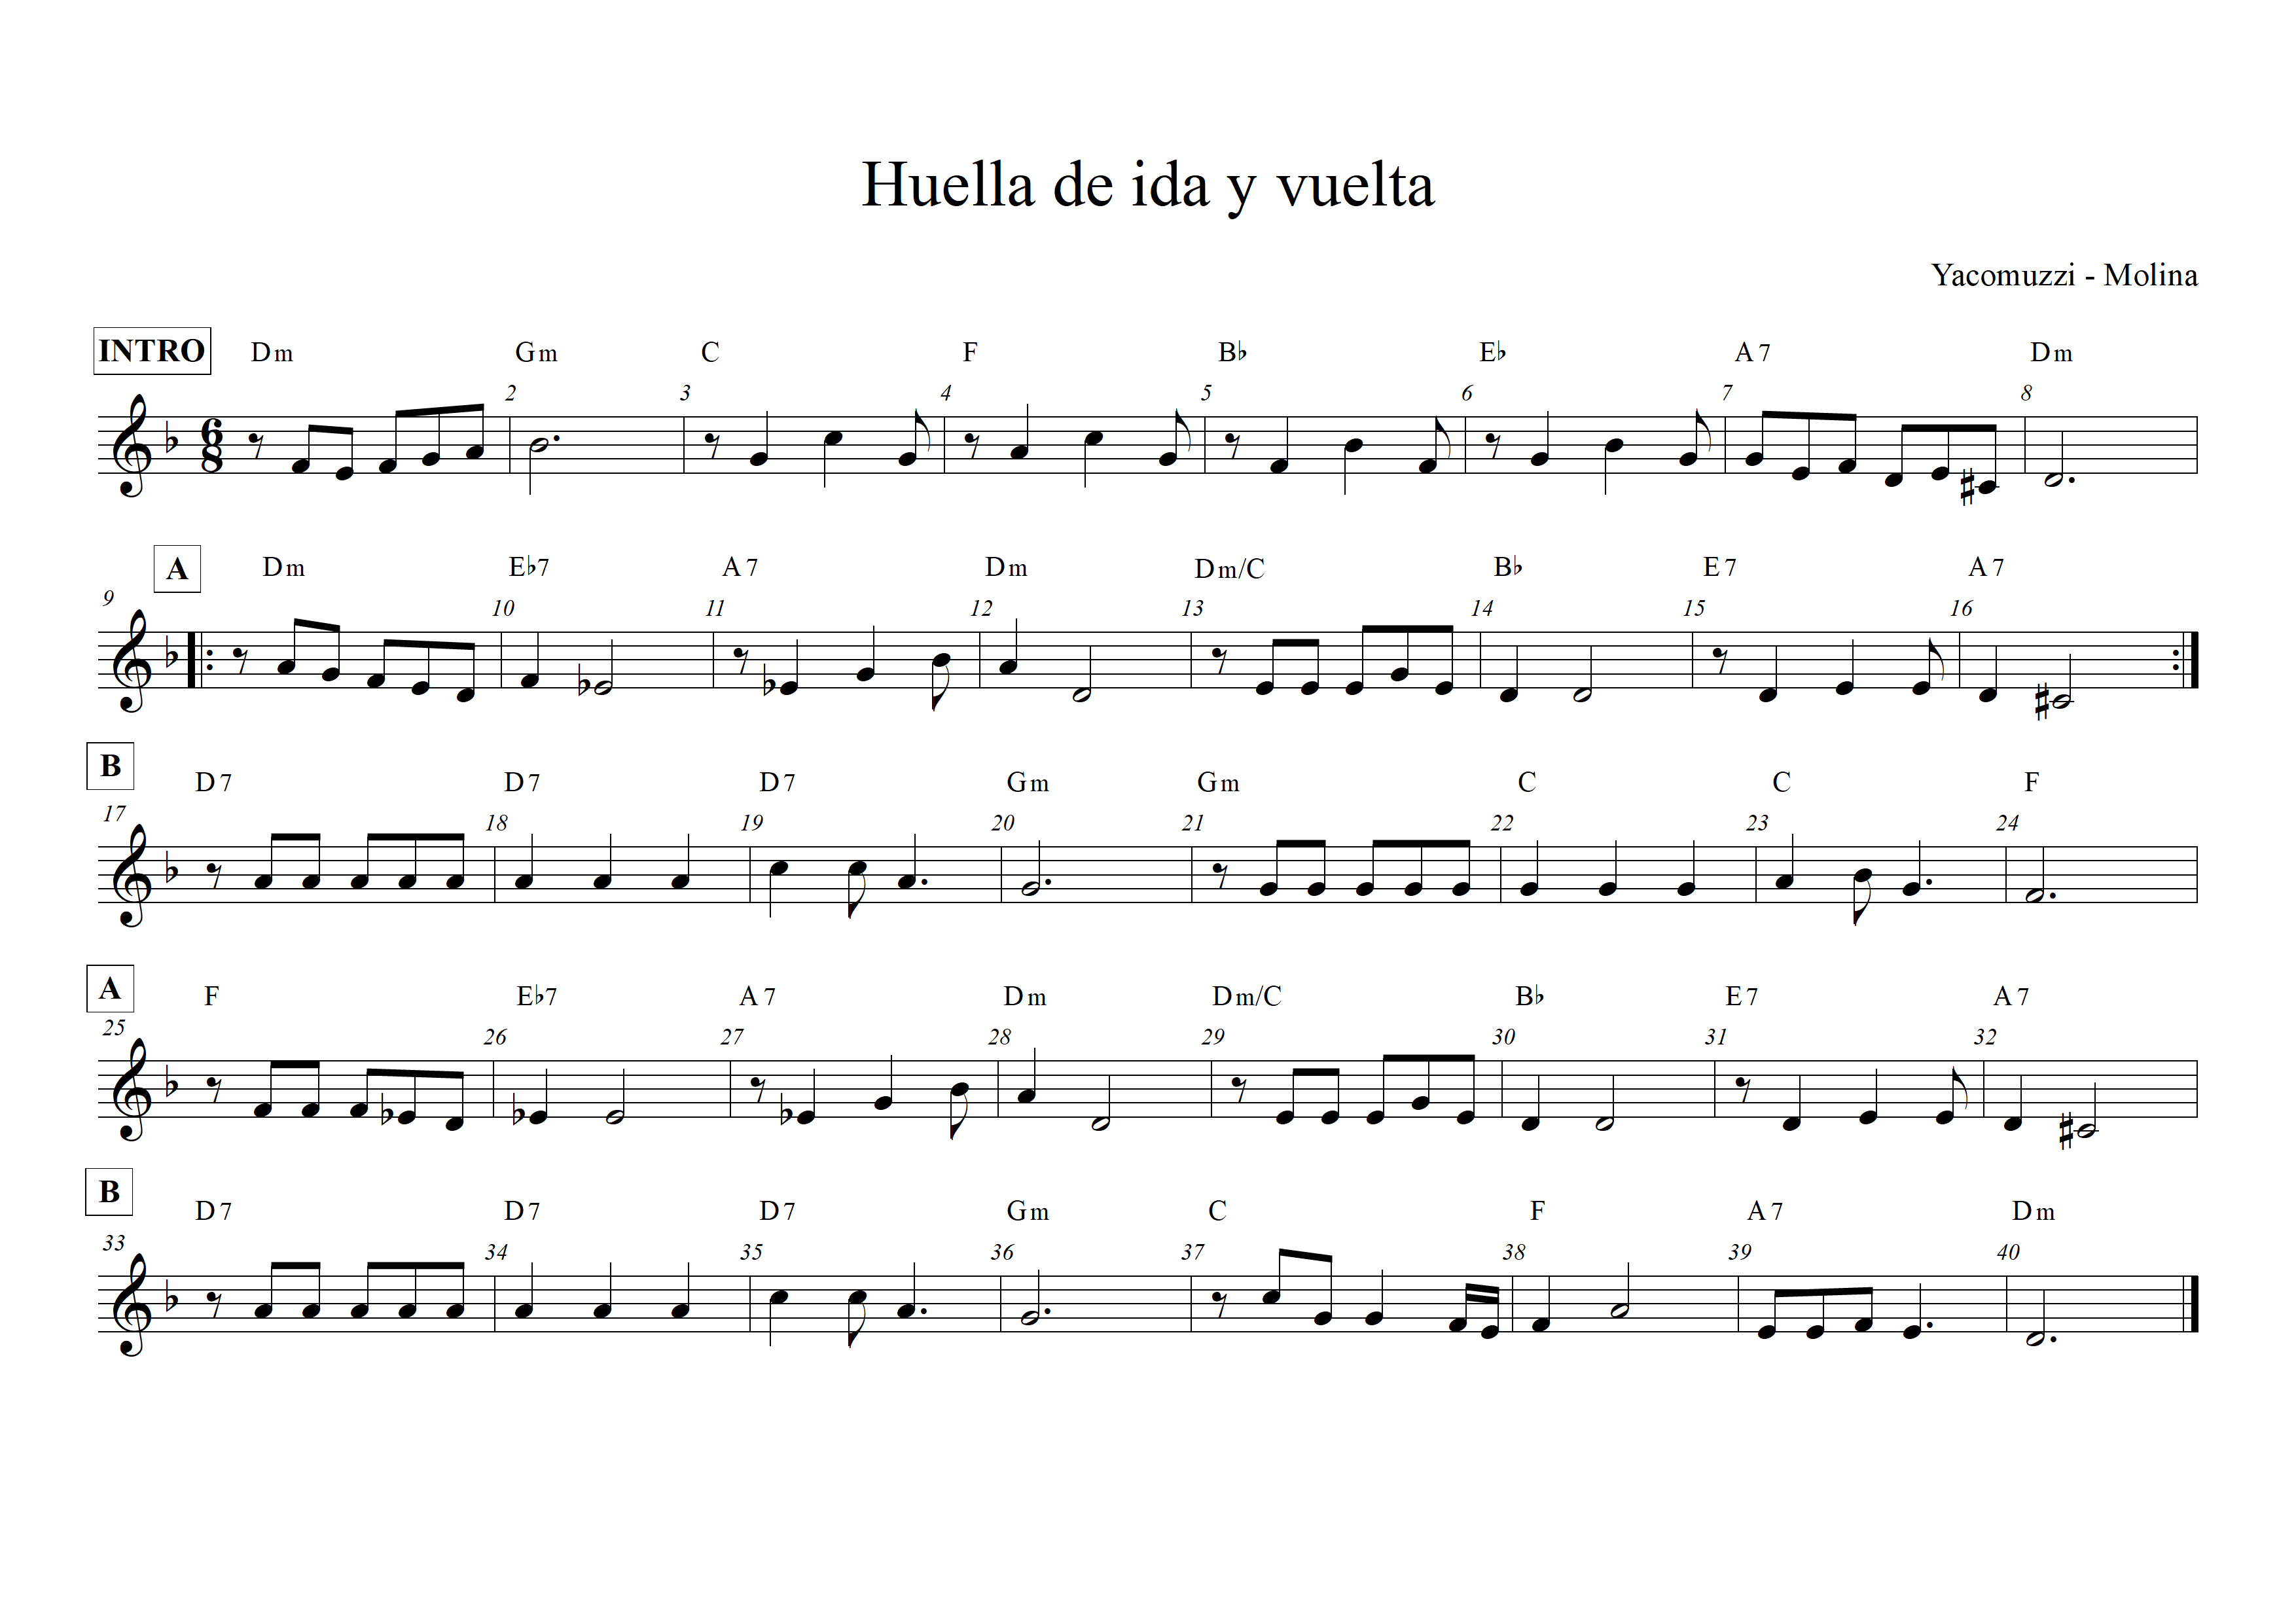 Huella de ida y vuelta
Yacomuzzi - Molina
INTRO Dm Gm C F B♭ E♭ A7 Dm
2 3 4 5 6 7 8
6
8
A Dm E♭7 A7 Dm Dm/C B♭ E7 A7
9 10 11 12 13 14 15 16
B D7 D7 D7 Gm Gm C C F
17 18 19 20 21 22 23 24
A F E♭7 A7 Dm Dm/C B♭ E7 A7
25 26 27 28 29 30 31 32
B D7 D7 D7 Gm C F A7 Dm
33 34 35 36 37 38 39 40